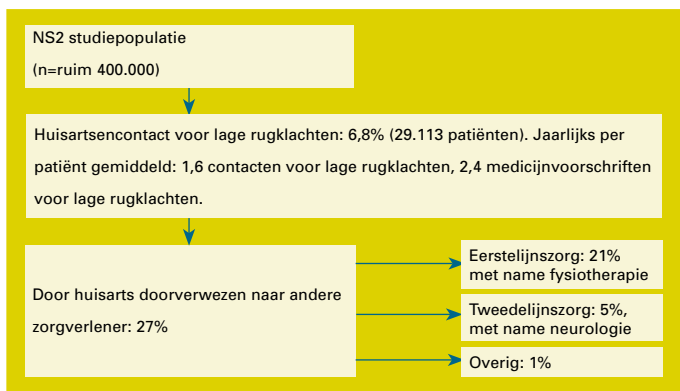 NS2 studiepopulatie
(n=ruim 400.000)
Huisartsencontact voor lage rugklachten: 6,8% (29.113 patiënten). Jaarlijks per
patiënt gemiddeld: 1,6 contacten voor lage rugklachten, 2,4 medicijnvoorschriften
voor lage rugklachten.
Door huisarts doorverwezen naar andere
zorgverlener: 27%
Eerstelijnszorg: 21%
met name fysiotherapie
Tweedelijnszorg: 5%,
met name neurologie
Overig: 1%